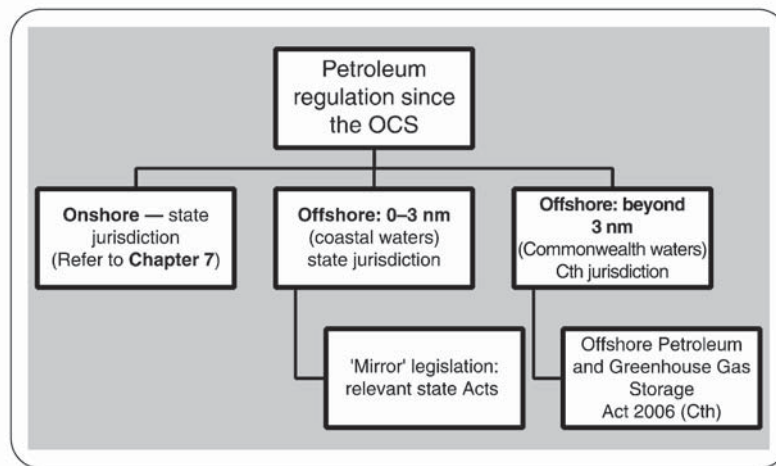 Petroleum
regulation since
the OCS
Onshore — state
jurisdiction
(Refer to Chapter 7)
Offshore: 0–3 nm
(coastal waters)
state jurisdiction
Offshore: beyond
3 nm
(Commonwealth waters)
Cth jurisdiction
'Mirror' legislation:
relevant state Acts
Offshore Petroleum
and Greenhouse Gas
Storage
Act 2006 (Cth)